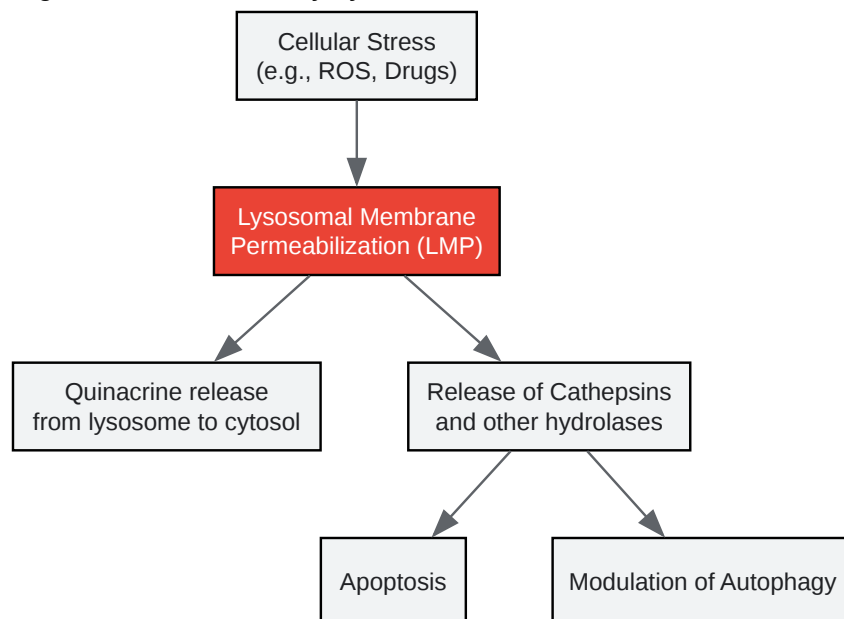 Cellular Stress
(e.g., ROS, Drugs)
Lysosomal Membrane
Permeabilization (LMP)
Quinacrine release
from lysosome to cytosol
Release of Cathepsins
and other hydrolases
Apoptosis
Modulation of Autophagy